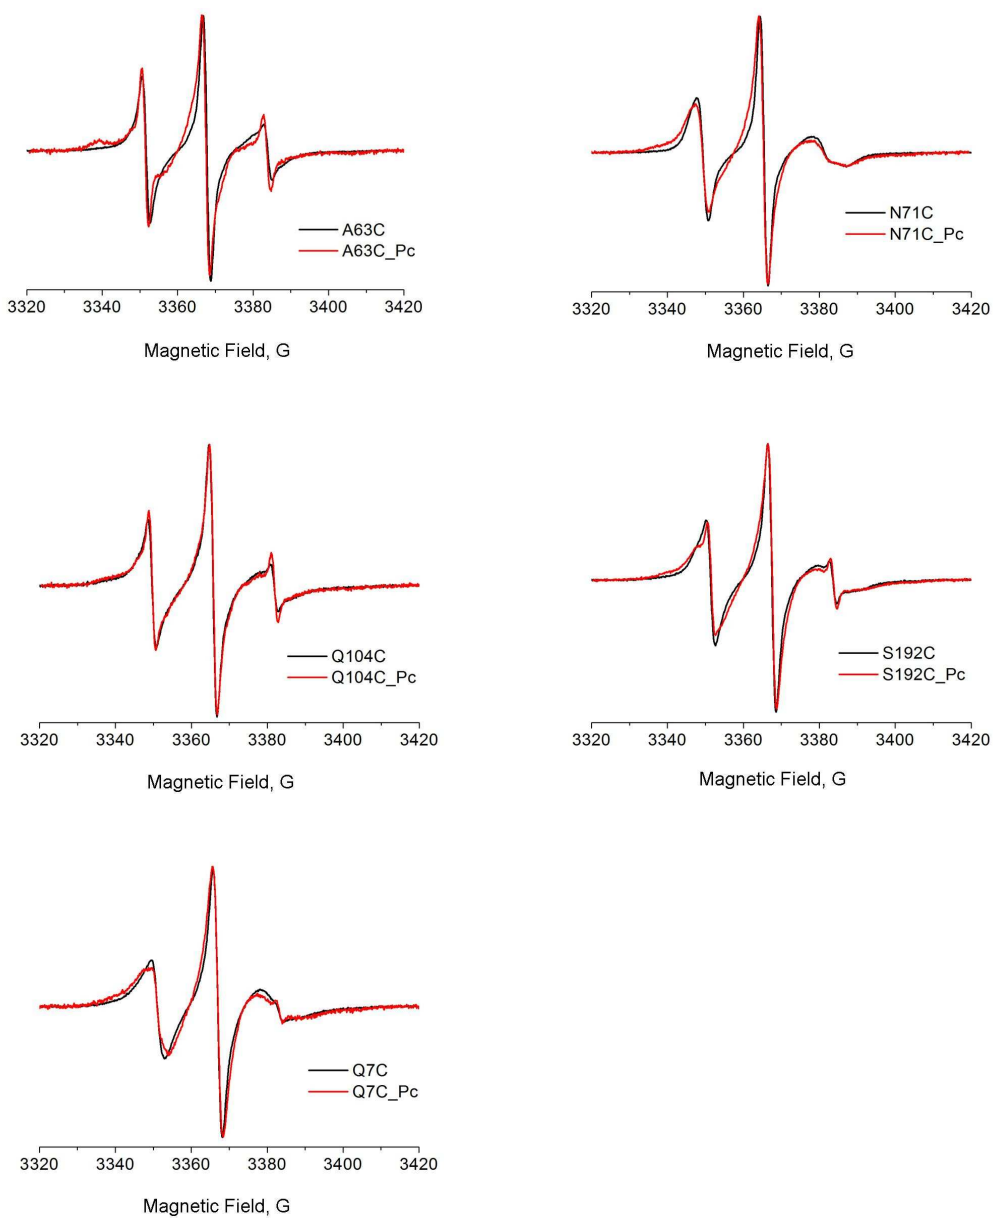 A63C
A63C_Pc
3320 3340 3360 3380 3400 3420
Magnetic Field, G
N71C
N71C_Pc
3320 3340 3360 3380 3400 3420
Magnetic Field, G
Q104C
Q104C_Pc
3320 3340 3360 3380 3400 3420
Magnetic Field, G
S192C
S192C_Pc
3320 3340 3360 3380 3400 3420
Magnetic Field, G
Q7C
Q7C_Pc
3320 3340 3360 3380 3400 3420
Magnetic Field, G